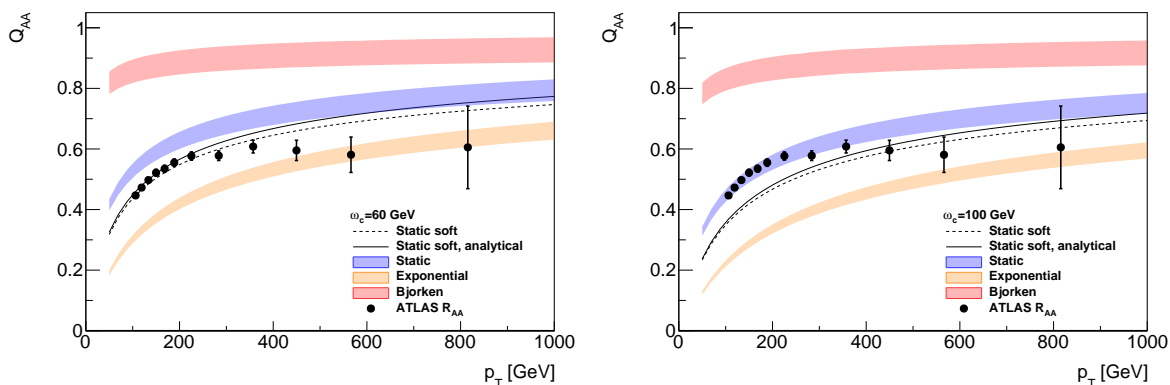 Q_AA
1
0.8
0.6
0.4
0.2
0
ω_c=60 GeV
Static soft
Static soft, analytical
Static
Exponential
Bjorken
ATLAS R_AA
0 200 400 600 800 1000
p_T [GeV]
Q_AA
1
0.8
0.6
0.4
0.2
0
ω_c=100 GeV
Static soft
Static soft, analytical
Static
Exponential
Bjorken
ATLAS R_AA
0 200 400 600 800 1000
p_T [GeV]